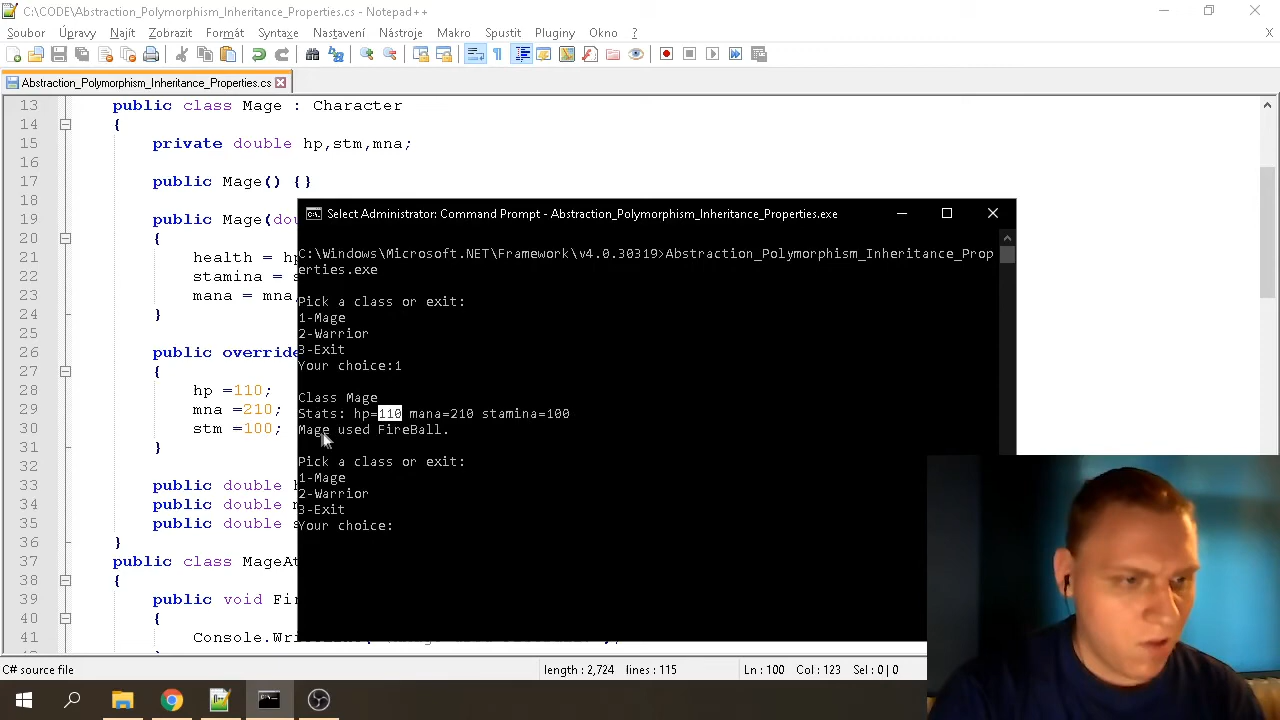 C:\CODE\Abstraction_Polymorphism_Inheritance_Properties.cs - Notepad++
Soubor Úpravy Najít Zobrazit Formát Syntaxe Nastavení Nástroje Makro Spustit Pluginy Okno ? X
Abstraction_Polymorphism_Inheritance_Properties.cs
13 public class Mage : Character
14 {
15 private double hp,stm,mna;
16
17 public Mage() {}
18
19 public Mage(do
20 {
21 health = hp
22 stamina = s
23 mana = mna
24 }
25
26 public override
27 {
28 hp =110;
29 mna =210;
30 stm =100;
31 }
32
33 public double
34 public double
35 public double s
36 }
37 public class MageA
38 {
39 public void Fi
40 {
41 Console.Wr
Select Administrator: Command Prompt - Abstraction_Polymorphism_Inheritance_Properties.exe
C:\Windows\Microsoft.NET\Framework\v4.0.30319>Abstraction_Polymorphism_Inheritance_Prop
erties.exe
Pick a class or exit:
1-Mage
2-Warrior
3-Exit
Your choice:1
Class Mage
Stats: hp=110 mana=210 stamina=100
Mage used FireBall.
Pick a class or exit:
1-Mage
2-Warrior
3-Exit
Your choice:
C# source file length : 2,724 lines : 115 Ln : 100 Col : 123 Sel : 0 | 0